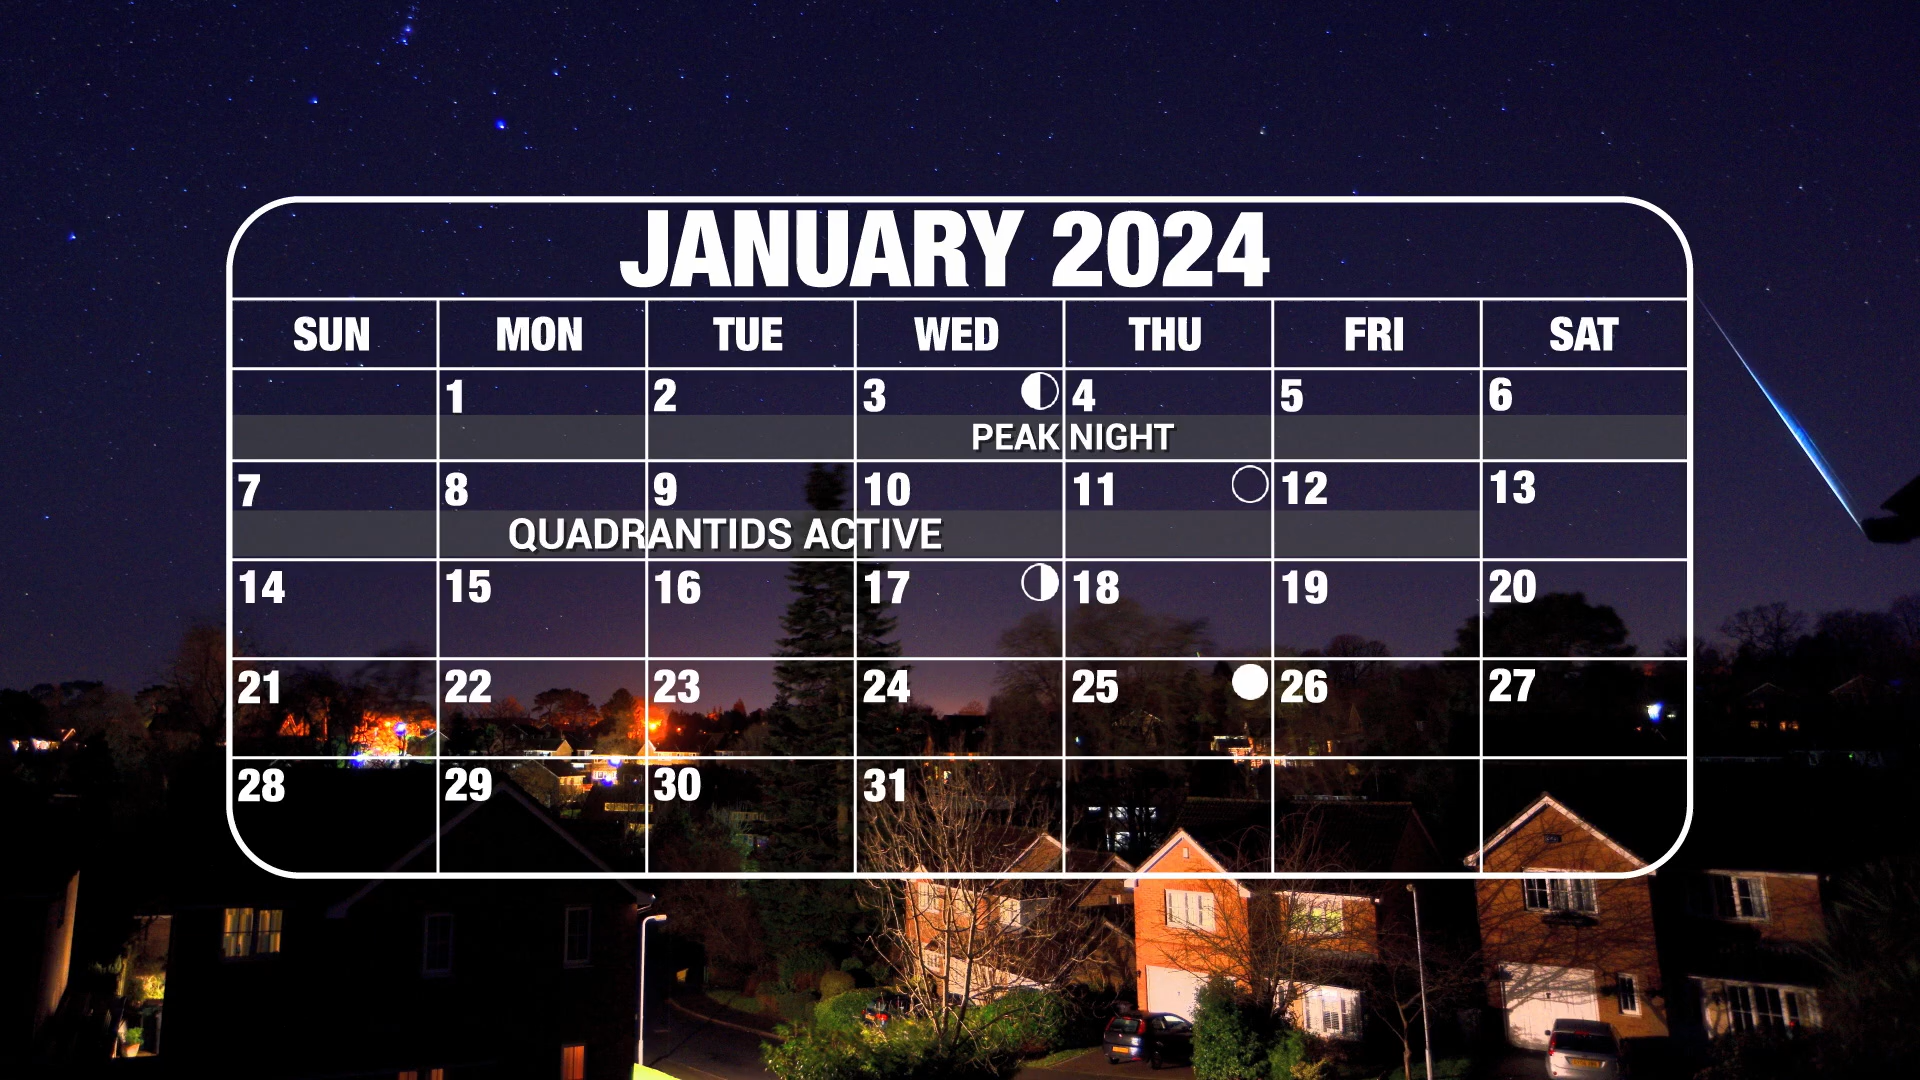 JANUARY 2024
SUN MON TUE WED THU FRI SAT
1 2 3 4 5 6
PEAK NIGHT
7 8 9 10 11 12 13
QUADRANTIDS ACTIVE
14 15 16 17 18 19 20
21 22 23 24 25 26 27
28 29 30 31